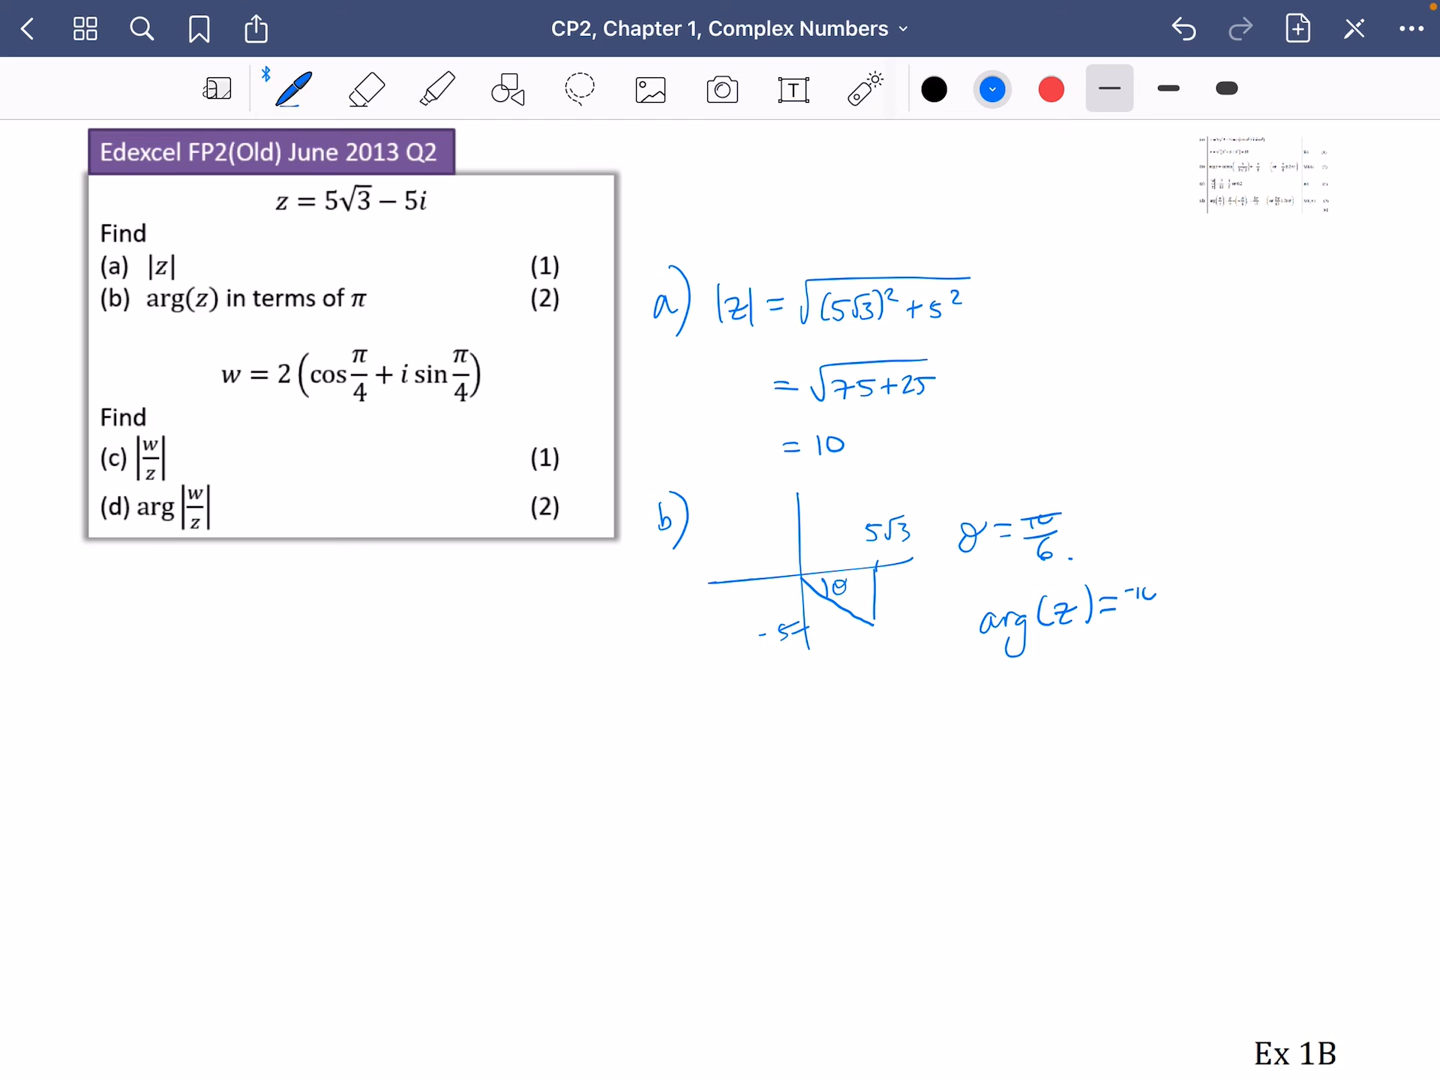 CP2, Chapter 1, Complex Numbers
Edexcel FP2(Old) June 2013 Q2
z = 5√3 − 5i
Find
(a) |z| (1)
(b) arg(z) in terms of π (2)
w = 2 (cos π/4 + i sin π/4)
Find
(c) |w/z| (1)
(d) arg |w/z| (2)
a) |z| = √((5√3)² + 5²)
= √(75+25)
= 10
b)
5√3
θ
-5
θ = π/6.
arg(z) = -π
Ex 1B